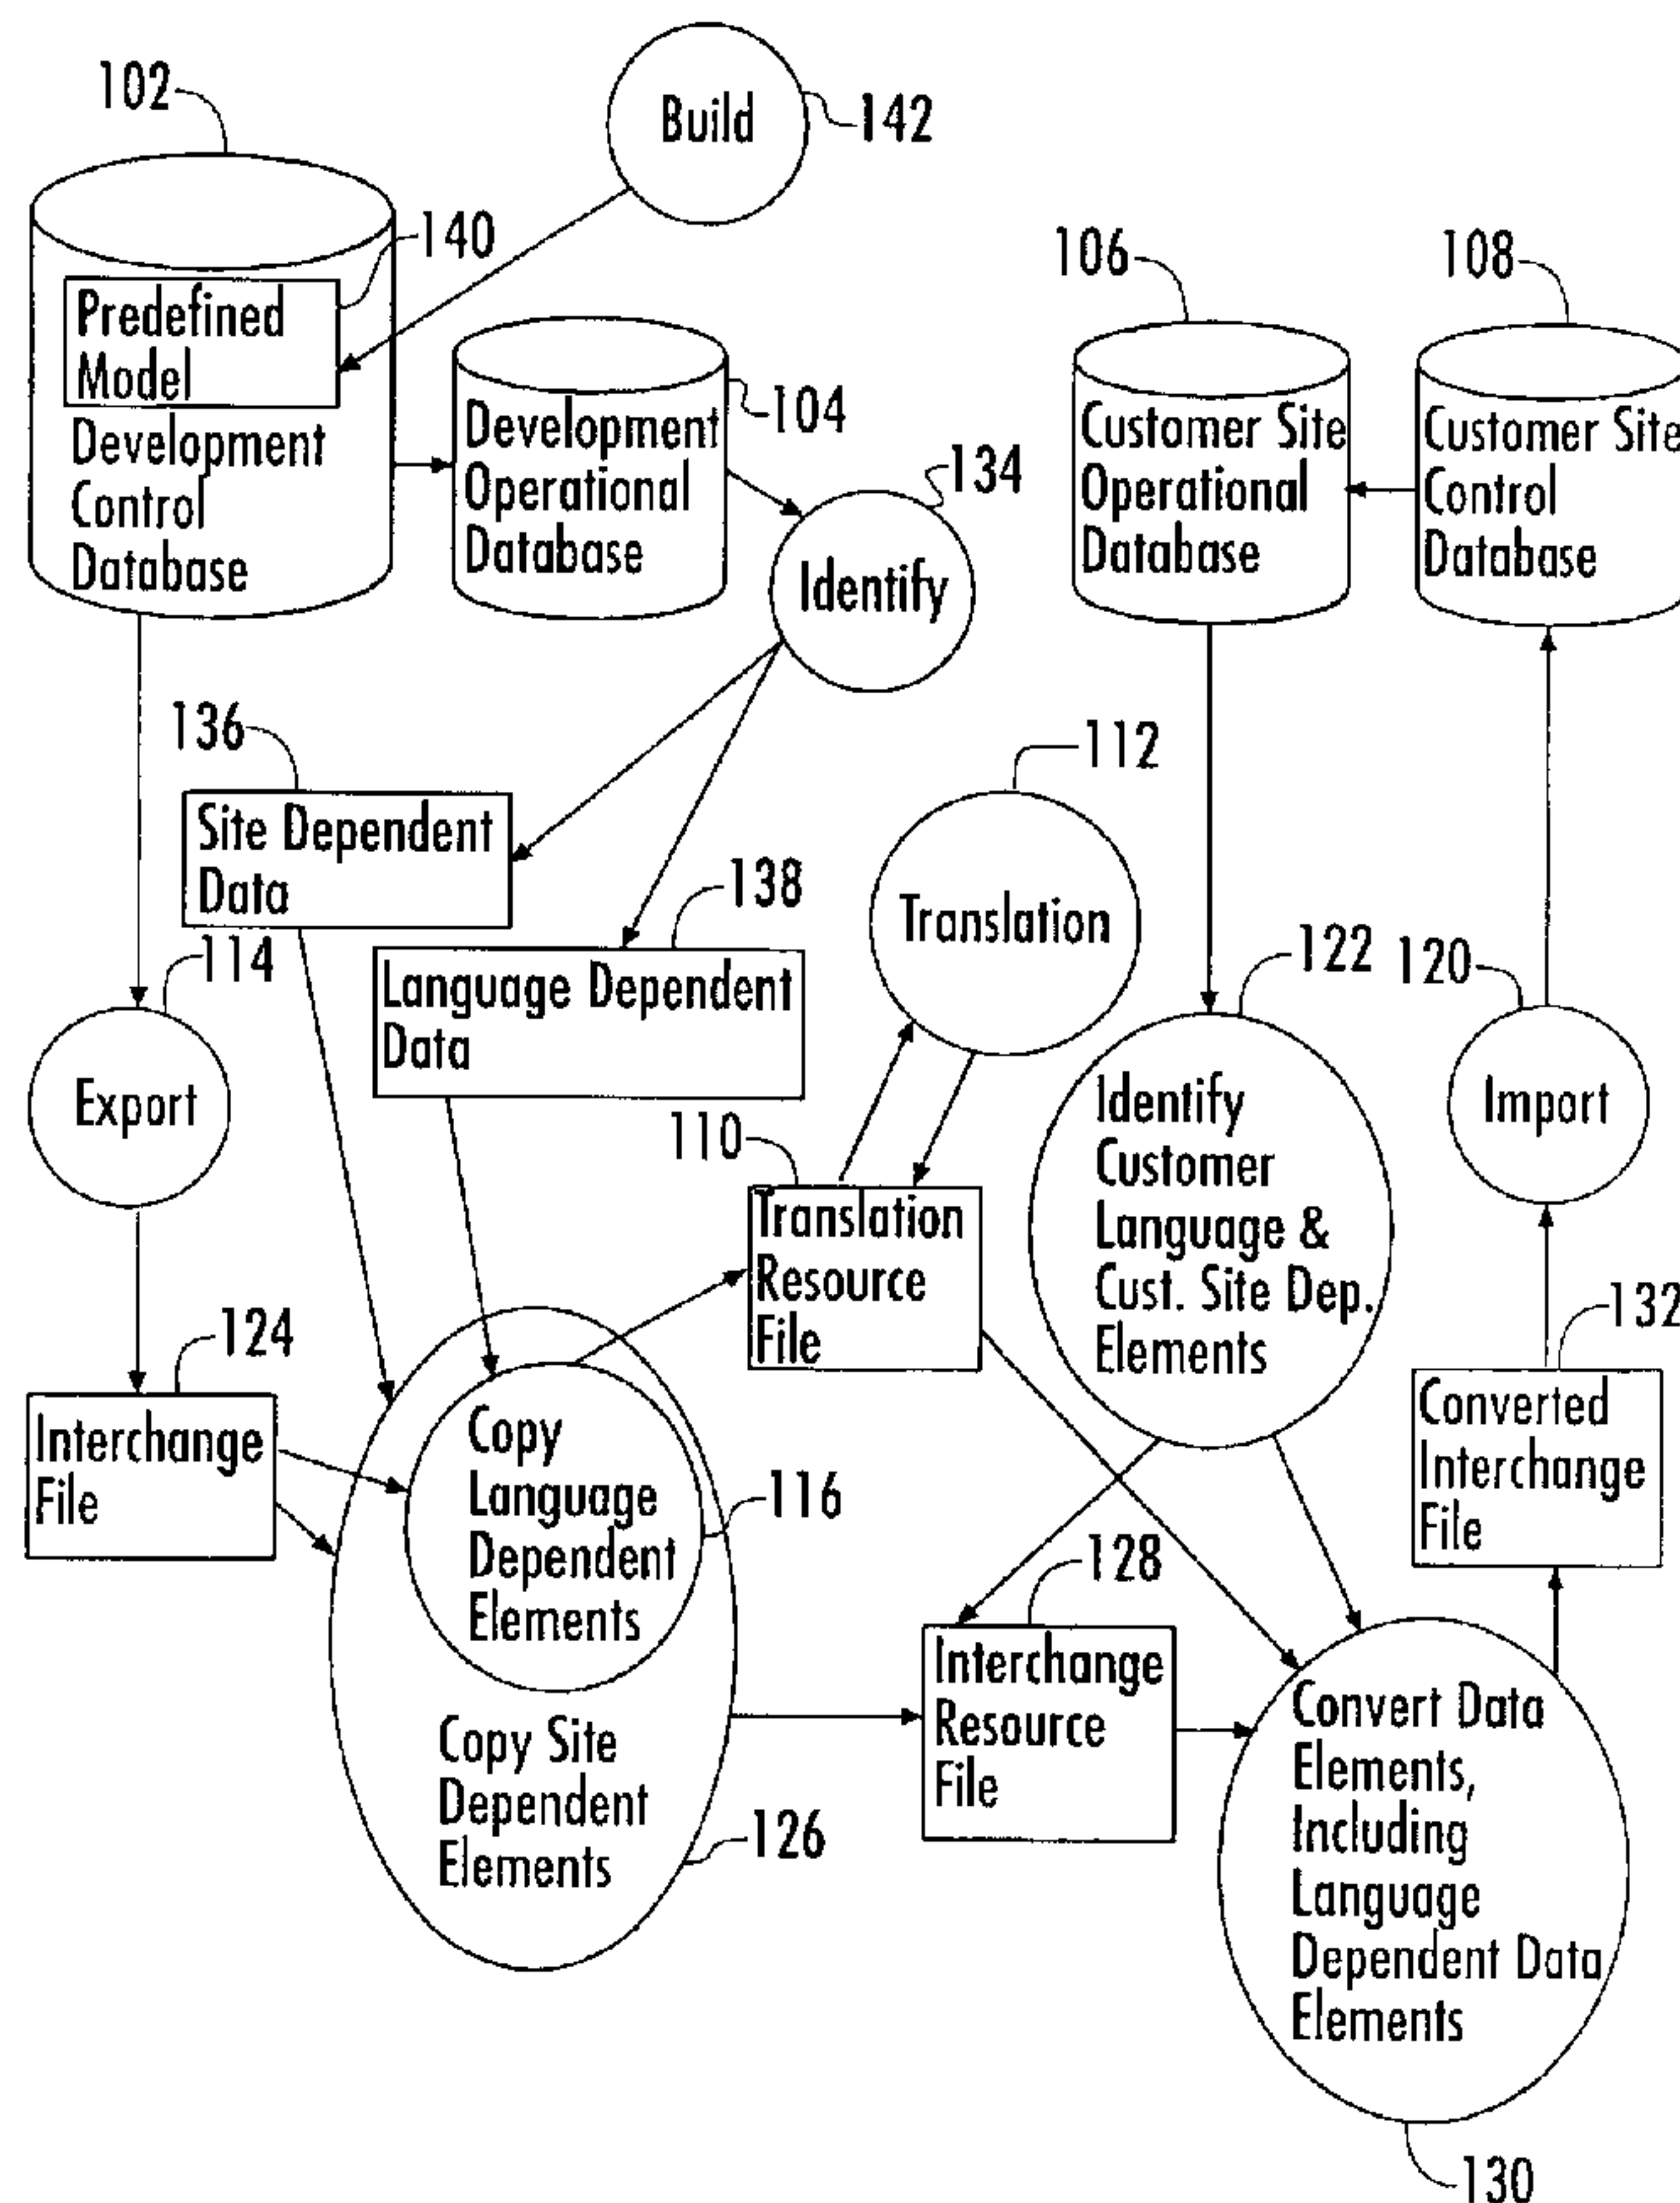 102
Build
142
140
Predefined
Model
Development
Control
Database
104
Development
Operational
Database
134
Identify
106
Customer Site
Operational
Database
108
Customer Site
Control
Database
136
Site Dependent
Data
138
Language Dependent
Data
112
Translation
114
Export
110
Translation
Resource
File
122
Identify
Customer
Language &
Cust. Site Dep.
Elements
120
Import
124
Interchange
File
116
Copy
Language
Dependent
Elements
Copy Site
Dependent
Elements
126
128
Interchange
Resource
File
132
Converted
Interchange
File
Convert Data
Elements,
Including
Language
Dependent Data
Elements
130